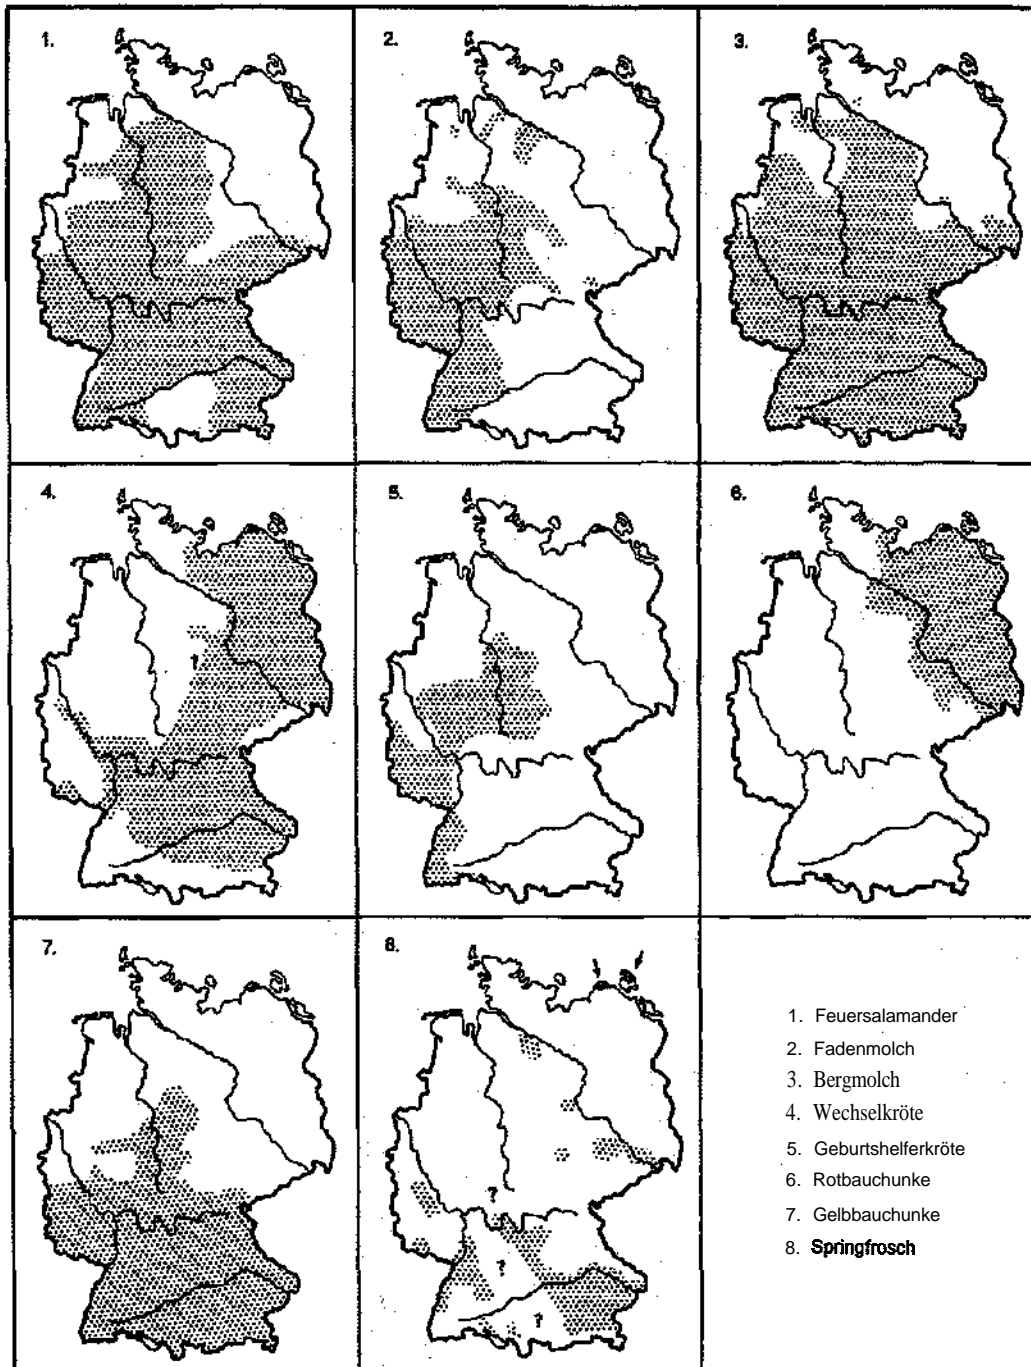 1.
2.
3.
4.
?
5.
6.
7.
8.
?
?
?
1. Feuersalamander
2. Fadenmolch
3. Bergmolch
4. Wechselkröte
5. Geburtshelferkröte
6. Rotbauchunke
7. Gelbbauchunke
8. Springfrosch